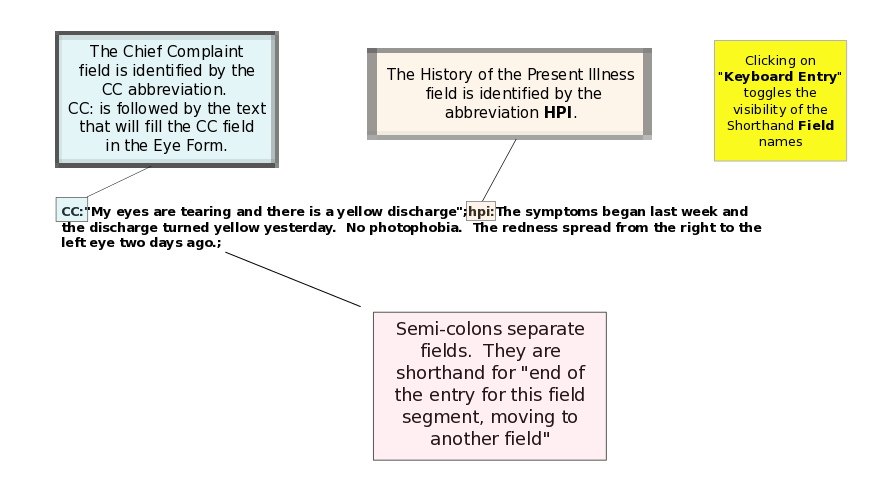 The Chief Complaint
field is identified by the
CC abbreviation.
CC: is followed by the text
that will fill the CC field
in the Eye Form.
The History of the Present Illness
field is identified by the
abbreviation HPI.
Clicking on
"Keyboard Entry"
toggles the
visibility of the
Shorthand Field
names
CC:"My eyes are tearing and there is a yellow discharge";hpi:The symptoms began last week and
the discharge turned yellow yesterday.  No photophobia.  The redness spread from the right to the
left eye two days ago.;
Semi-colons separate
fields.  They are
shorthand for "end of
the entry for this field
segment, moving to
another field"